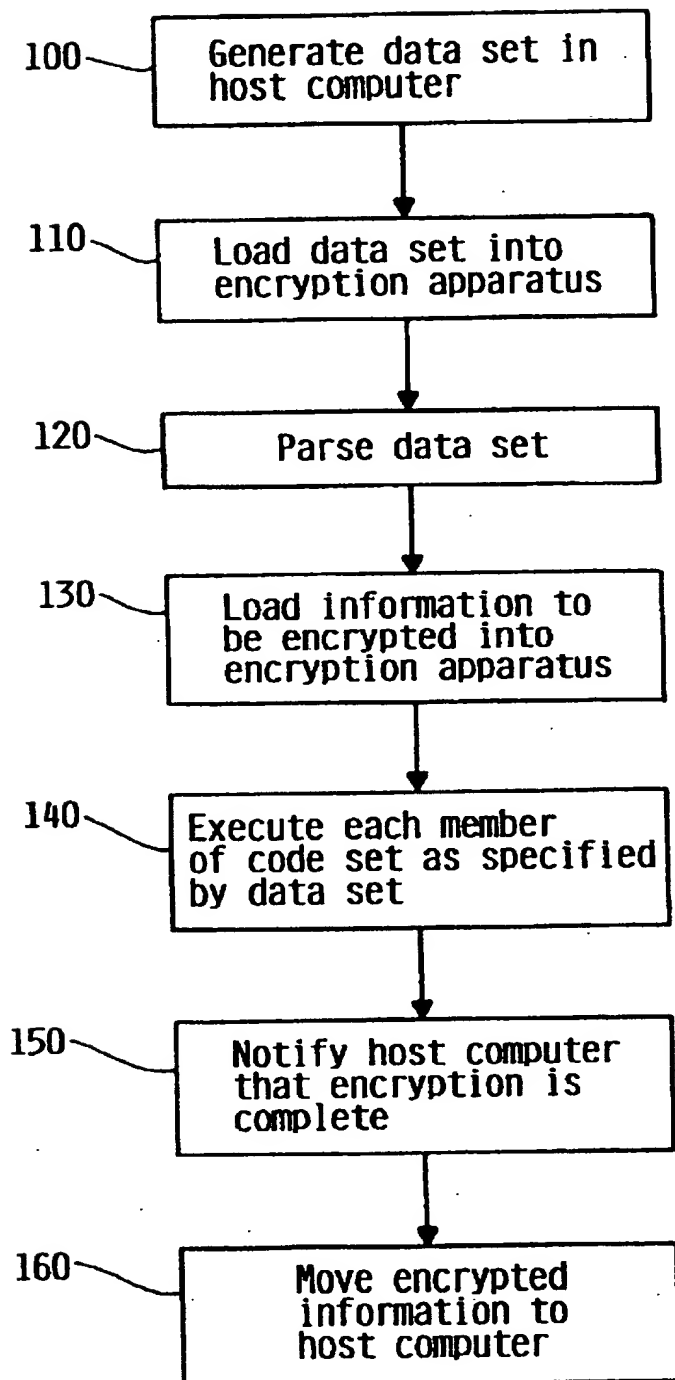 100
Generate data set in
host computer
110
Load data set into
encryption apparatus
120
Parse data set
130
Load information to
be encrypted into
encryption apparatus
140
Execute each member
of code set as specified
by data set
150
Notify host computer
that encryption is
complete
160
Move encrypted
information to
host computer